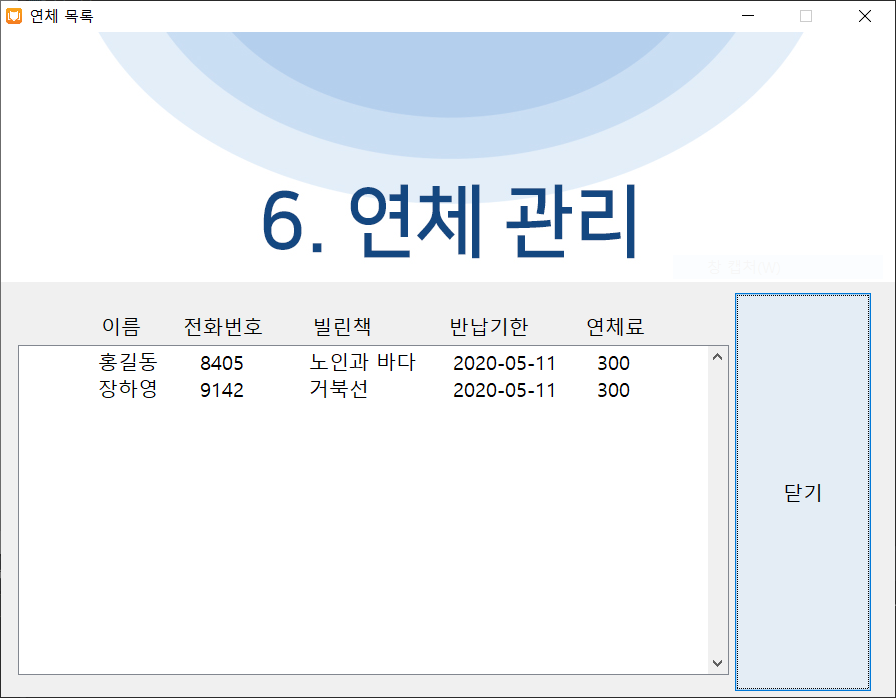 연체 목록
6. 연체 관리
이름 전화번호 빌린책 반납기한 연체료
홍길동 8405 노인과 바다 2020-05-11 300
장하영 9142 거북선 2020-05-11 300
닫기